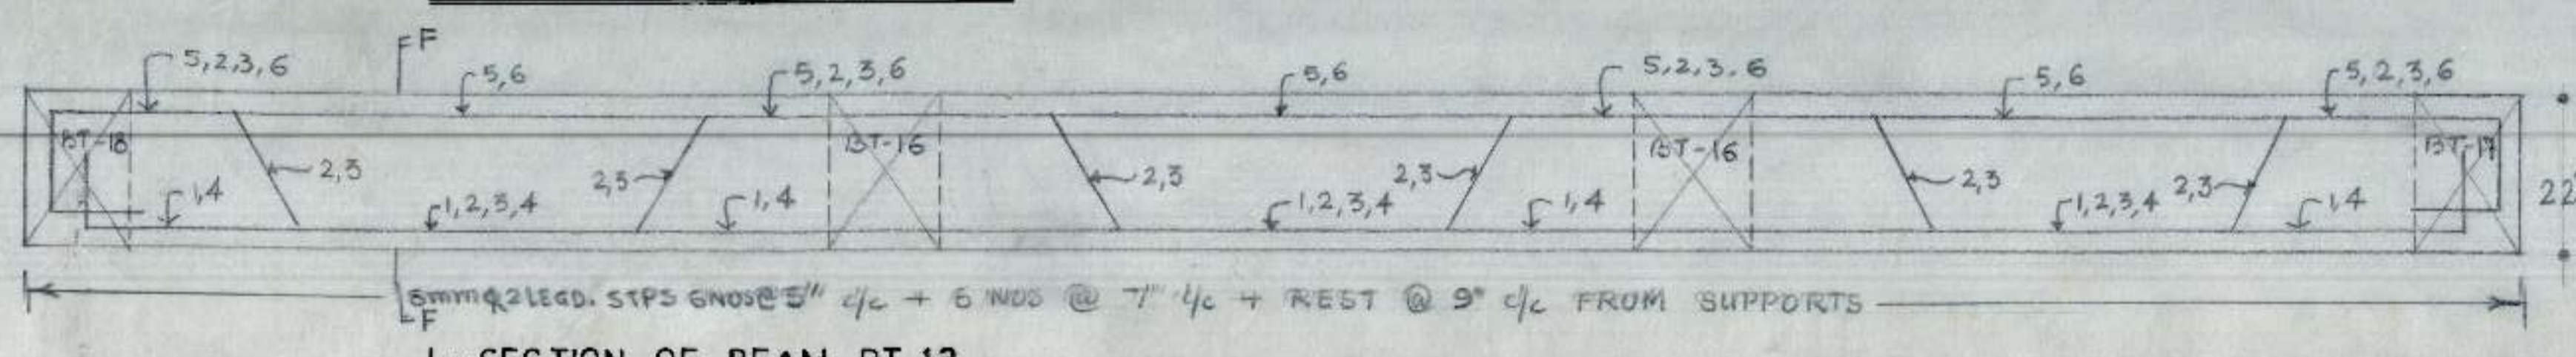 F
5,2,3,6
5,6
5,2,3,6
5,6
5,2,3.6
5,6
5,2,3,6
BT-18
BT-16
BT-16
BT-17
2,3
2,3
2,3
2,3
2,3
2,3
22"
1,4
1,2,3,4
1,4
1,2,3,4
1,4
1,2,3,4
1,4
6mmφ 2LEGD. STPS 6NOS@5" c/c + 6 NOS @ 7" c/c + REST @ 9" c/c FROM SUPPORTS
F
L-SECTION OF BEAM BT-12